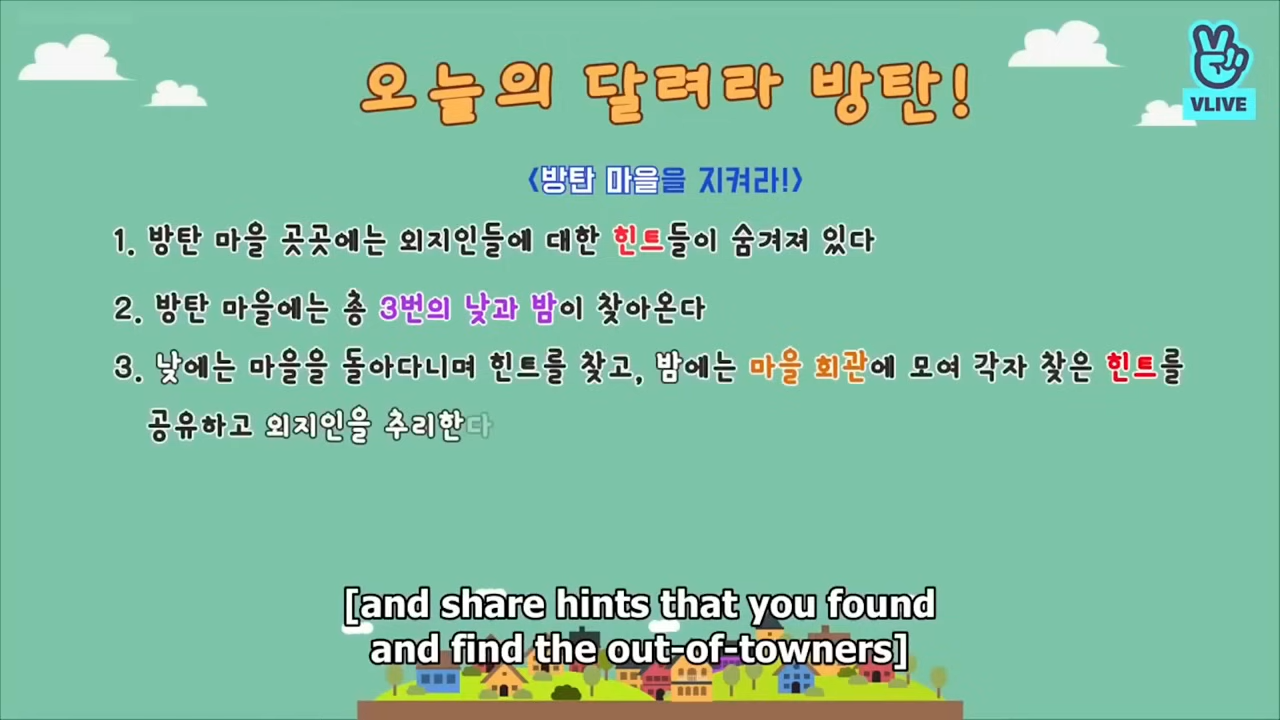 VLIVE
오늘의 달려라 방탄!
<방탄 마을을 지켜라!>
1. 방탄 마을 곳곳에는 외지인들에 대한 힌트들이 숨겨져 있다
2. 방탄 마을에는 총 3번의 낮과 밤이 찾아온다
3. 낮에는 마을을 돌아다니며 힌트를 찾고, 밤에는 마을 회관에 모여 각자 찾은 힌트를
공유하고 외지인을 추리한다
[and share hints that you found
and find the out-of-towners]